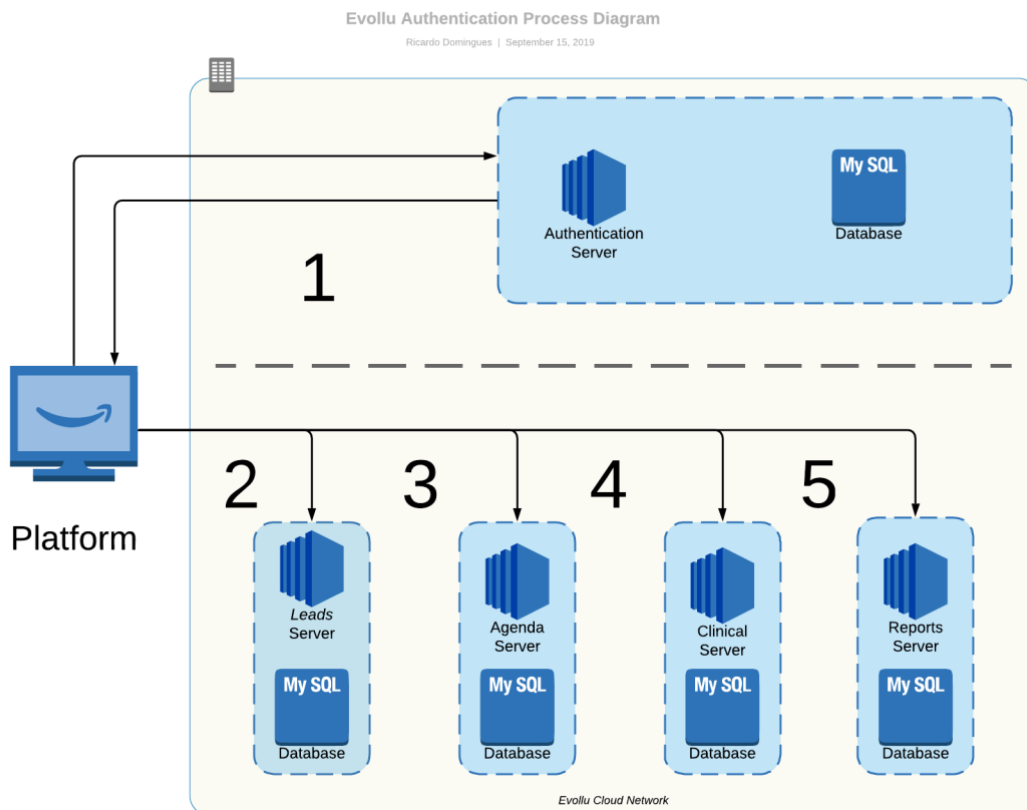 Evollu Authentication Process Diagram
Ricardo Domingues | September 15, 2019
My SQL
Authentication
Server
Database
1
2
3
4
5
Platform
Leads
Server
My SQL
Database
Agenda
Server
My SQL
Database
Clinical
Server
My SQL
Database
Reports
Server
My SQL
Database
Evollu Cloud Network